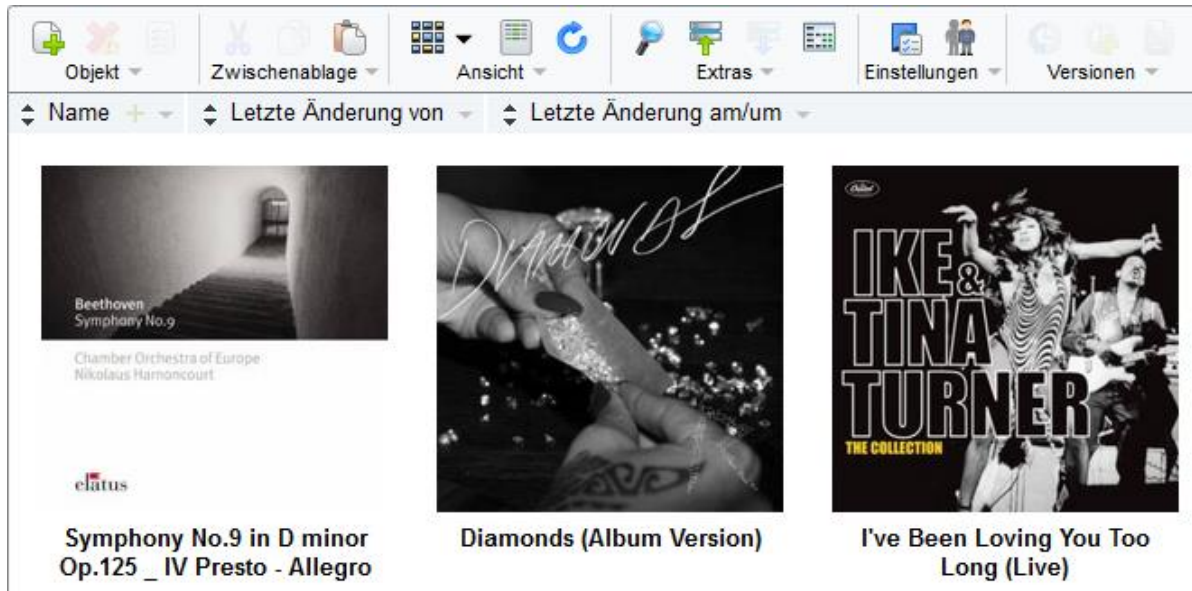 Objekt
Zwischenablage
Ansicht
Extras
Einstellungen
Versionen
Name
Letzte Änderung von
Letzte Änderung am/um
Beethoven
Symphony No.9
Chamber Orchestra of Europe
Nikolaus Harnoncourt
elatus
DIAMONDS
Capitol
IKE &
TINA
TURNER
THE COLLECTION
Symphony No.9 in D minor
Op.125 _ IV Presto - Allegro
Diamonds (Album Version)
I've Been Loving You Too
Long (Live)